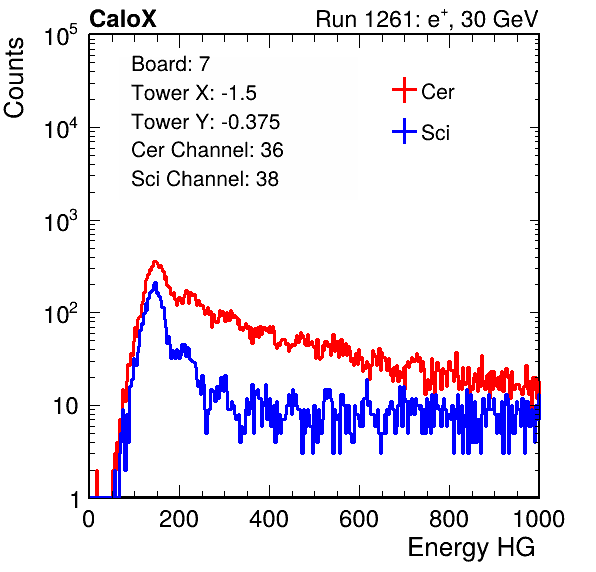 CaloX Run 1261: e⁺, 30 GeV
Board: 7
Tower X: -1.5
Tower Y: -0.375
Cer Channel: 36
Sci Channel: 38
Cer
Sci
Counts
10⁵
10⁴
10³
10²
10
1
0 200 400 600 800 1000
Energy HG